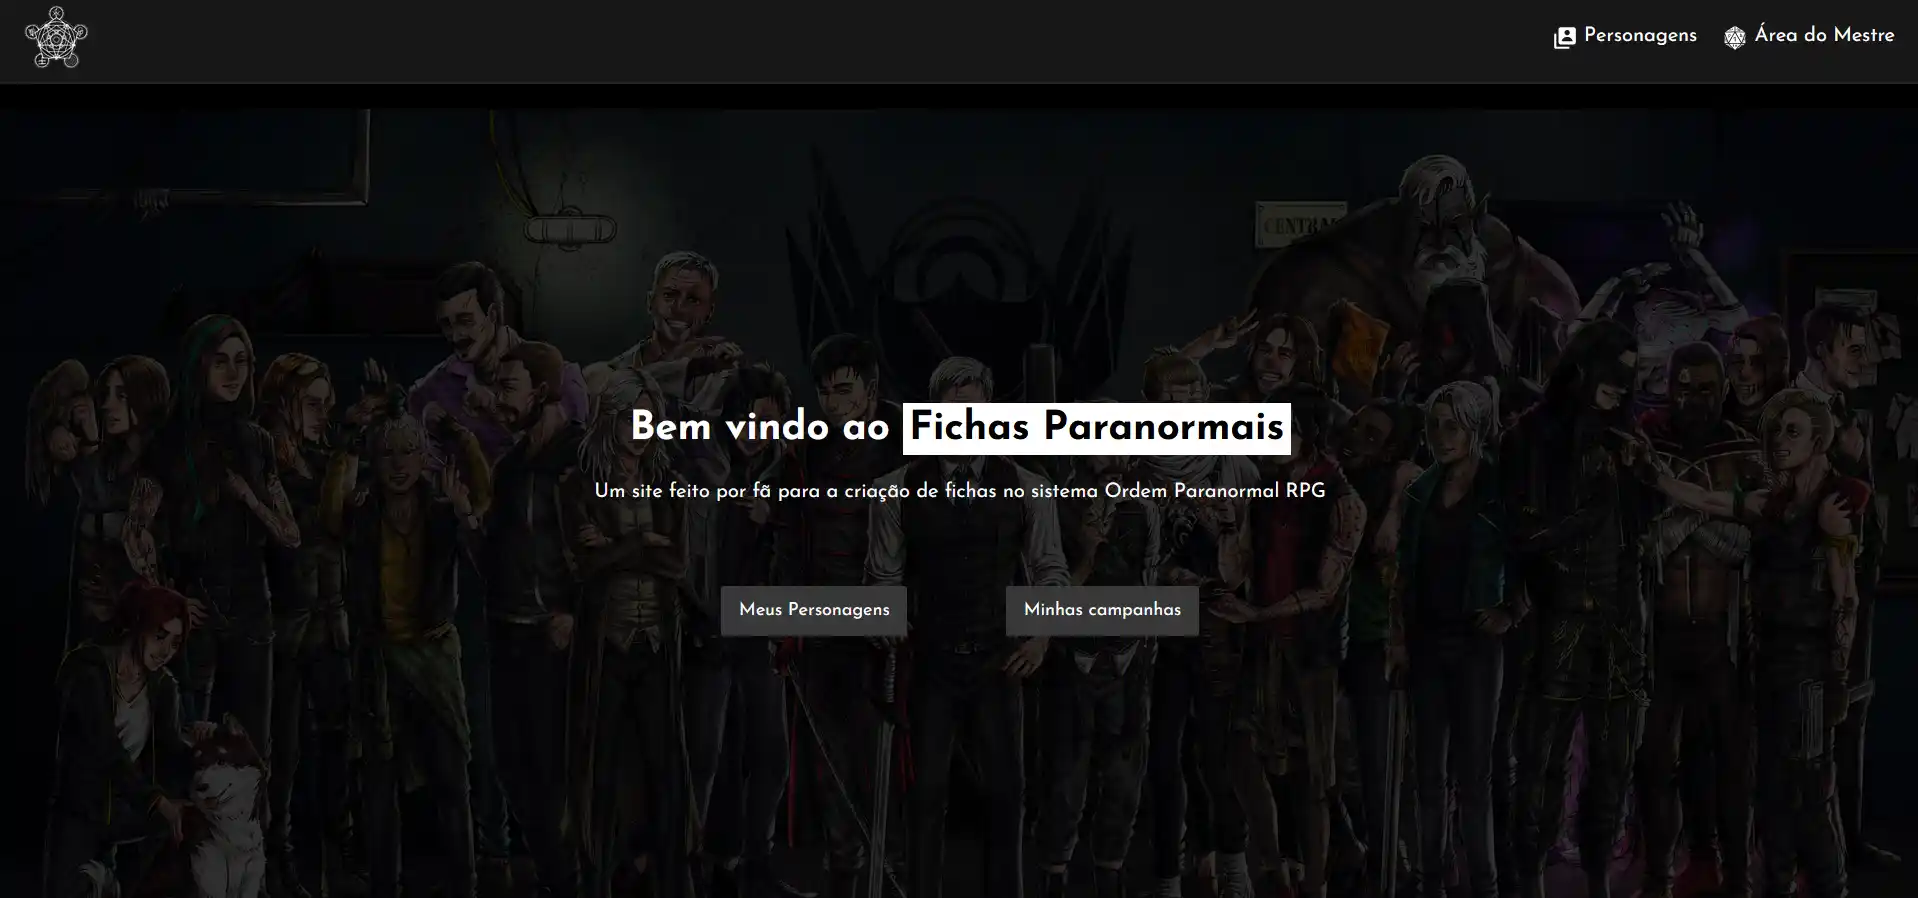 Personagens
Área do Mestre
Bem vindo ao Fichas Paranormais
Um site feito por fã para a criação de fichas no sistema Ordem Paranormal RPG
Meus Personagens
Minhas campanhas